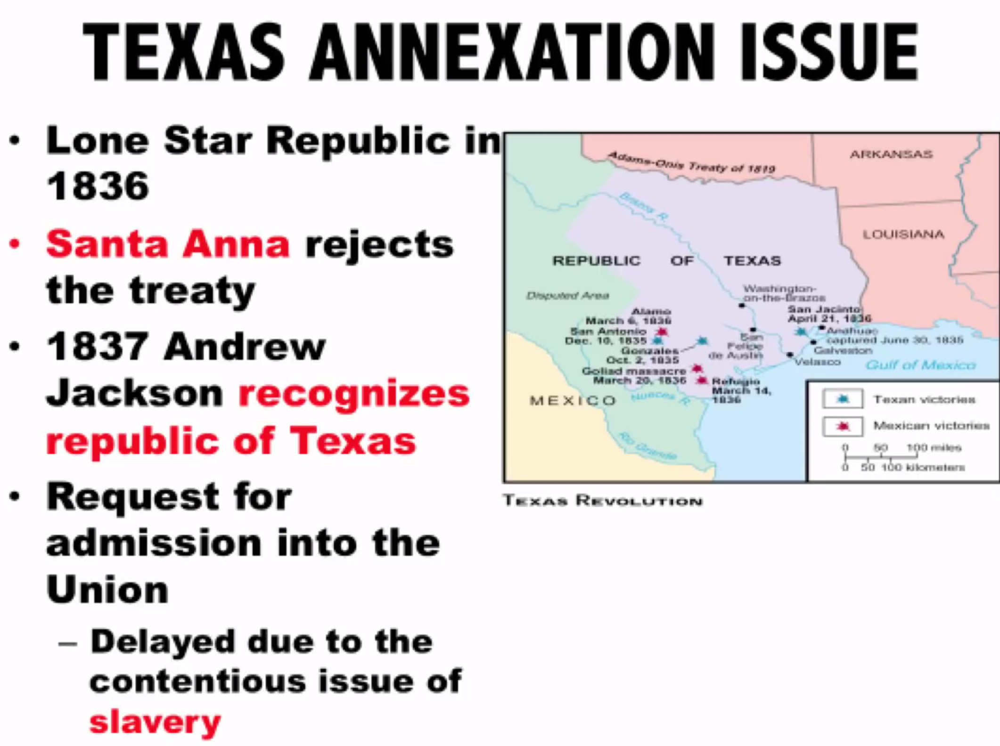 TEXAS ANNEXATION ISSUE
• Lone Star Republic in
1836
• Santa Anna rejects
the treaty
• 1837 Andrew
Jackson recognizes
republic of Texas
• Request for
admission into the
Union
– Delayed due to the
contentious issue of
slavery
Adams-Onis Treaty of 1819
ARKANSAS
Brazos R.
LOUISIANA
REPUBLIC OF TEXAS
Disputed Area
Washington-
on-the-Brazos
Alamo
March 6, 1836
San Antonio
Dec. 10, 1835
Gonzales
Oct. 2, 1835
Goliad massacre
March 20, 1836
San Jacinto
April 21, 1836
Anahuac
captured June 30, 1835
San
Felipe
de Austin
Galveston
Velasco
Gulf of Mexico
Refugio
March 14,
1836
MEXICO
Nueces R.
Rio Grande
Texan victories
Mexican victories
0 50 100 miles
0 50 100 kilometers
TEXAS REVOLUTION